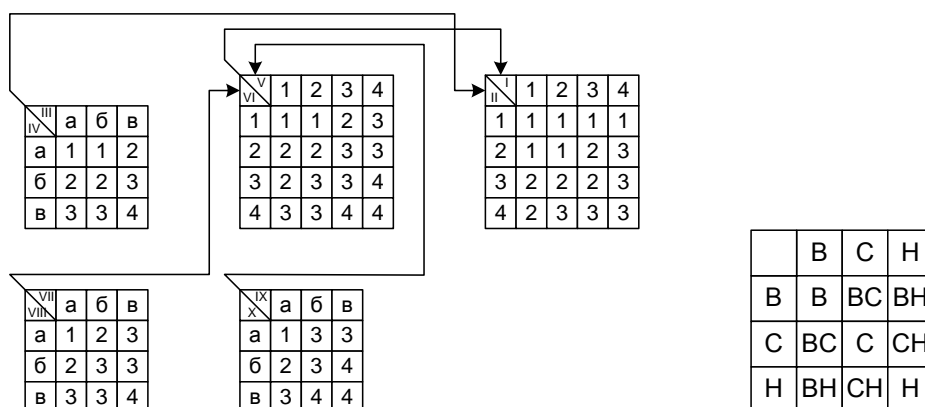 V
VI 1 2 3 4
1 1 1 2 3
2 2 2 3 3
3 2 3 3 4
4 3 3 4 4
I
II 1 2 3 4
1 1 1 1 1
2 1 1 2 3
3 2 2 2 3
4 2 3 3 3
III
IV а б в
а 1 1 2
б 2 2 3
в 3 3 4
VII
VIII а б в
а 1 2 3
б 2 3 3
в 3 3 4
IX
X а б в
а 1 3 3
б 2 3 4
в 3 4 4
В С Н
В В ВС ВН
С ВС С СН
Н ВН СН Н